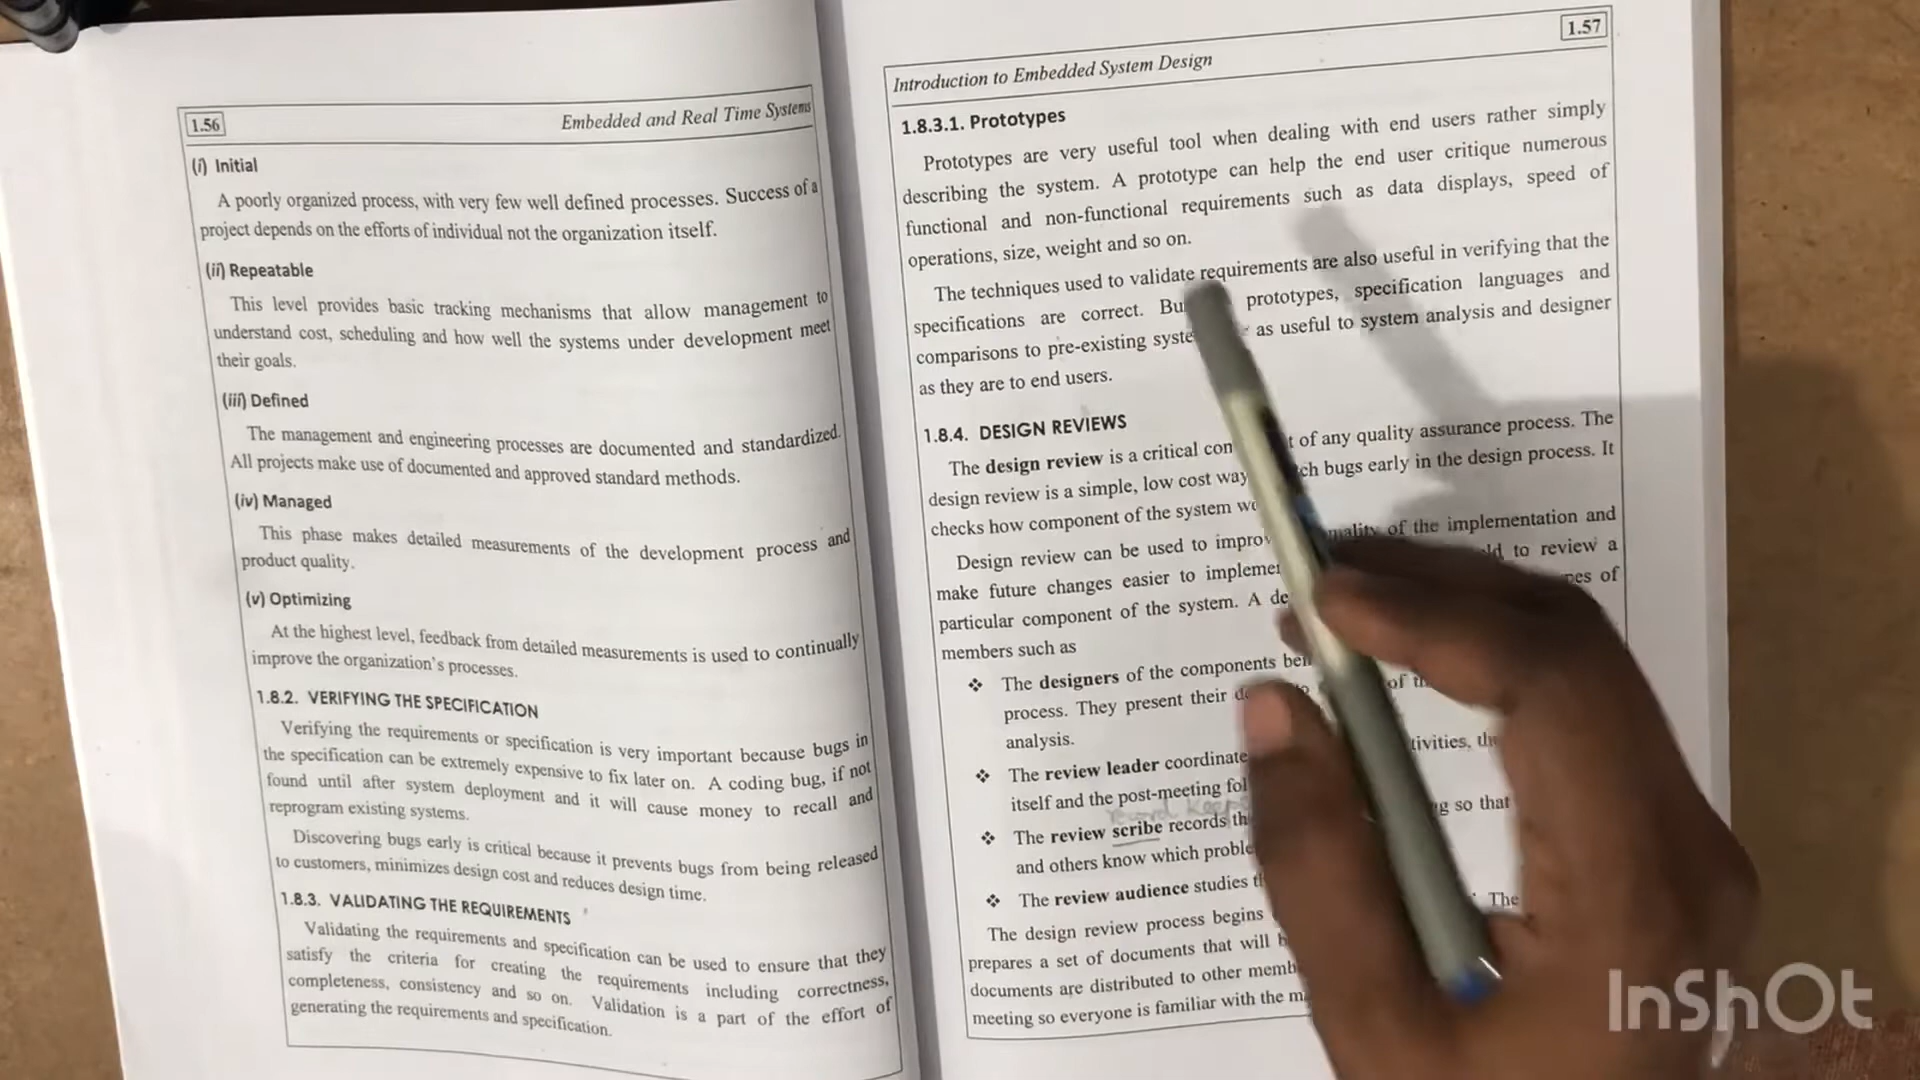 1.56
Embedded and Real Time Systems
(i) Initial
A poorly organized process, with very few well defined processes. Success of a
project depends on the efforts of individual not the organization itself.
(ii) Repeatable
This level provides basic tracking mechanisms that allow management to
understand cost, scheduling and how well the systems under development meet
their goals.
(iii) Defined
The management and engineering processes are documented and standardized.
All projects make use of documented and approved standard methods.
(iv) Managed
This phase makes detailed measurements of the development process and
product quality.
(v) Optimizing
At the highest level, feedback from detailed measurements is used to continually
improve the organization's processes.
1.8.2. VERIFYING THE SPECIFICATION
Verifying the requirements or specification is very important because bugs in
the specification can be extremely expensive to fix later on. A coding bug, if not
found until after system deployment and it will cause money to recall and
reprogram existing systems.
Discovering bugs early is critical because it prevents bugs from being released
to customers, minimizes design cost and reduces design time.
1.8.3. VALIDATING THE REQUIREMENTS
Validating the requirements and specification can be used to ensure that they
satisfy the criteria for creating the requirements including correctness,
completeness, consistency and so on. Validation is a part of the effort of
generating the requirements and specification.
Introduction to Embedded System Design
1.57
1.8.3.1. Prototypes
Prototypes are very useful tool when dealing with end users rather simply
describing the system. A prototype can help the end user critique numerous
functional and non-functional requirements such as data displays, speed of
operations, size, weight and so on.
The techniques used to validate requirements are also useful in verifying that the
specifications are correct. prototypes, specification languages and
comparisons to pre-existing as useful to system analysis and designer
as they are to end users.
1.8.4. DESIGN REVIEWS
The design review is a critical of any quality assurance process. The
design review is a simple, low cost way bugs early in the design process. It
checks how component of the system
Design review can be used to of the implementation and
make future changes easier to to review a
particular component of the system. A of
members such as
❖ The designers of the components
process. They present their of
analysis.
❖ The review leader
itself and the post-meeting
record
❖ The review scribe records so that
and others know which
❖ The review audience studies The
The design review process begins
prepares a set of documents that will
documents are distributed to other
meeting so everyone is familiar with the
InShOt